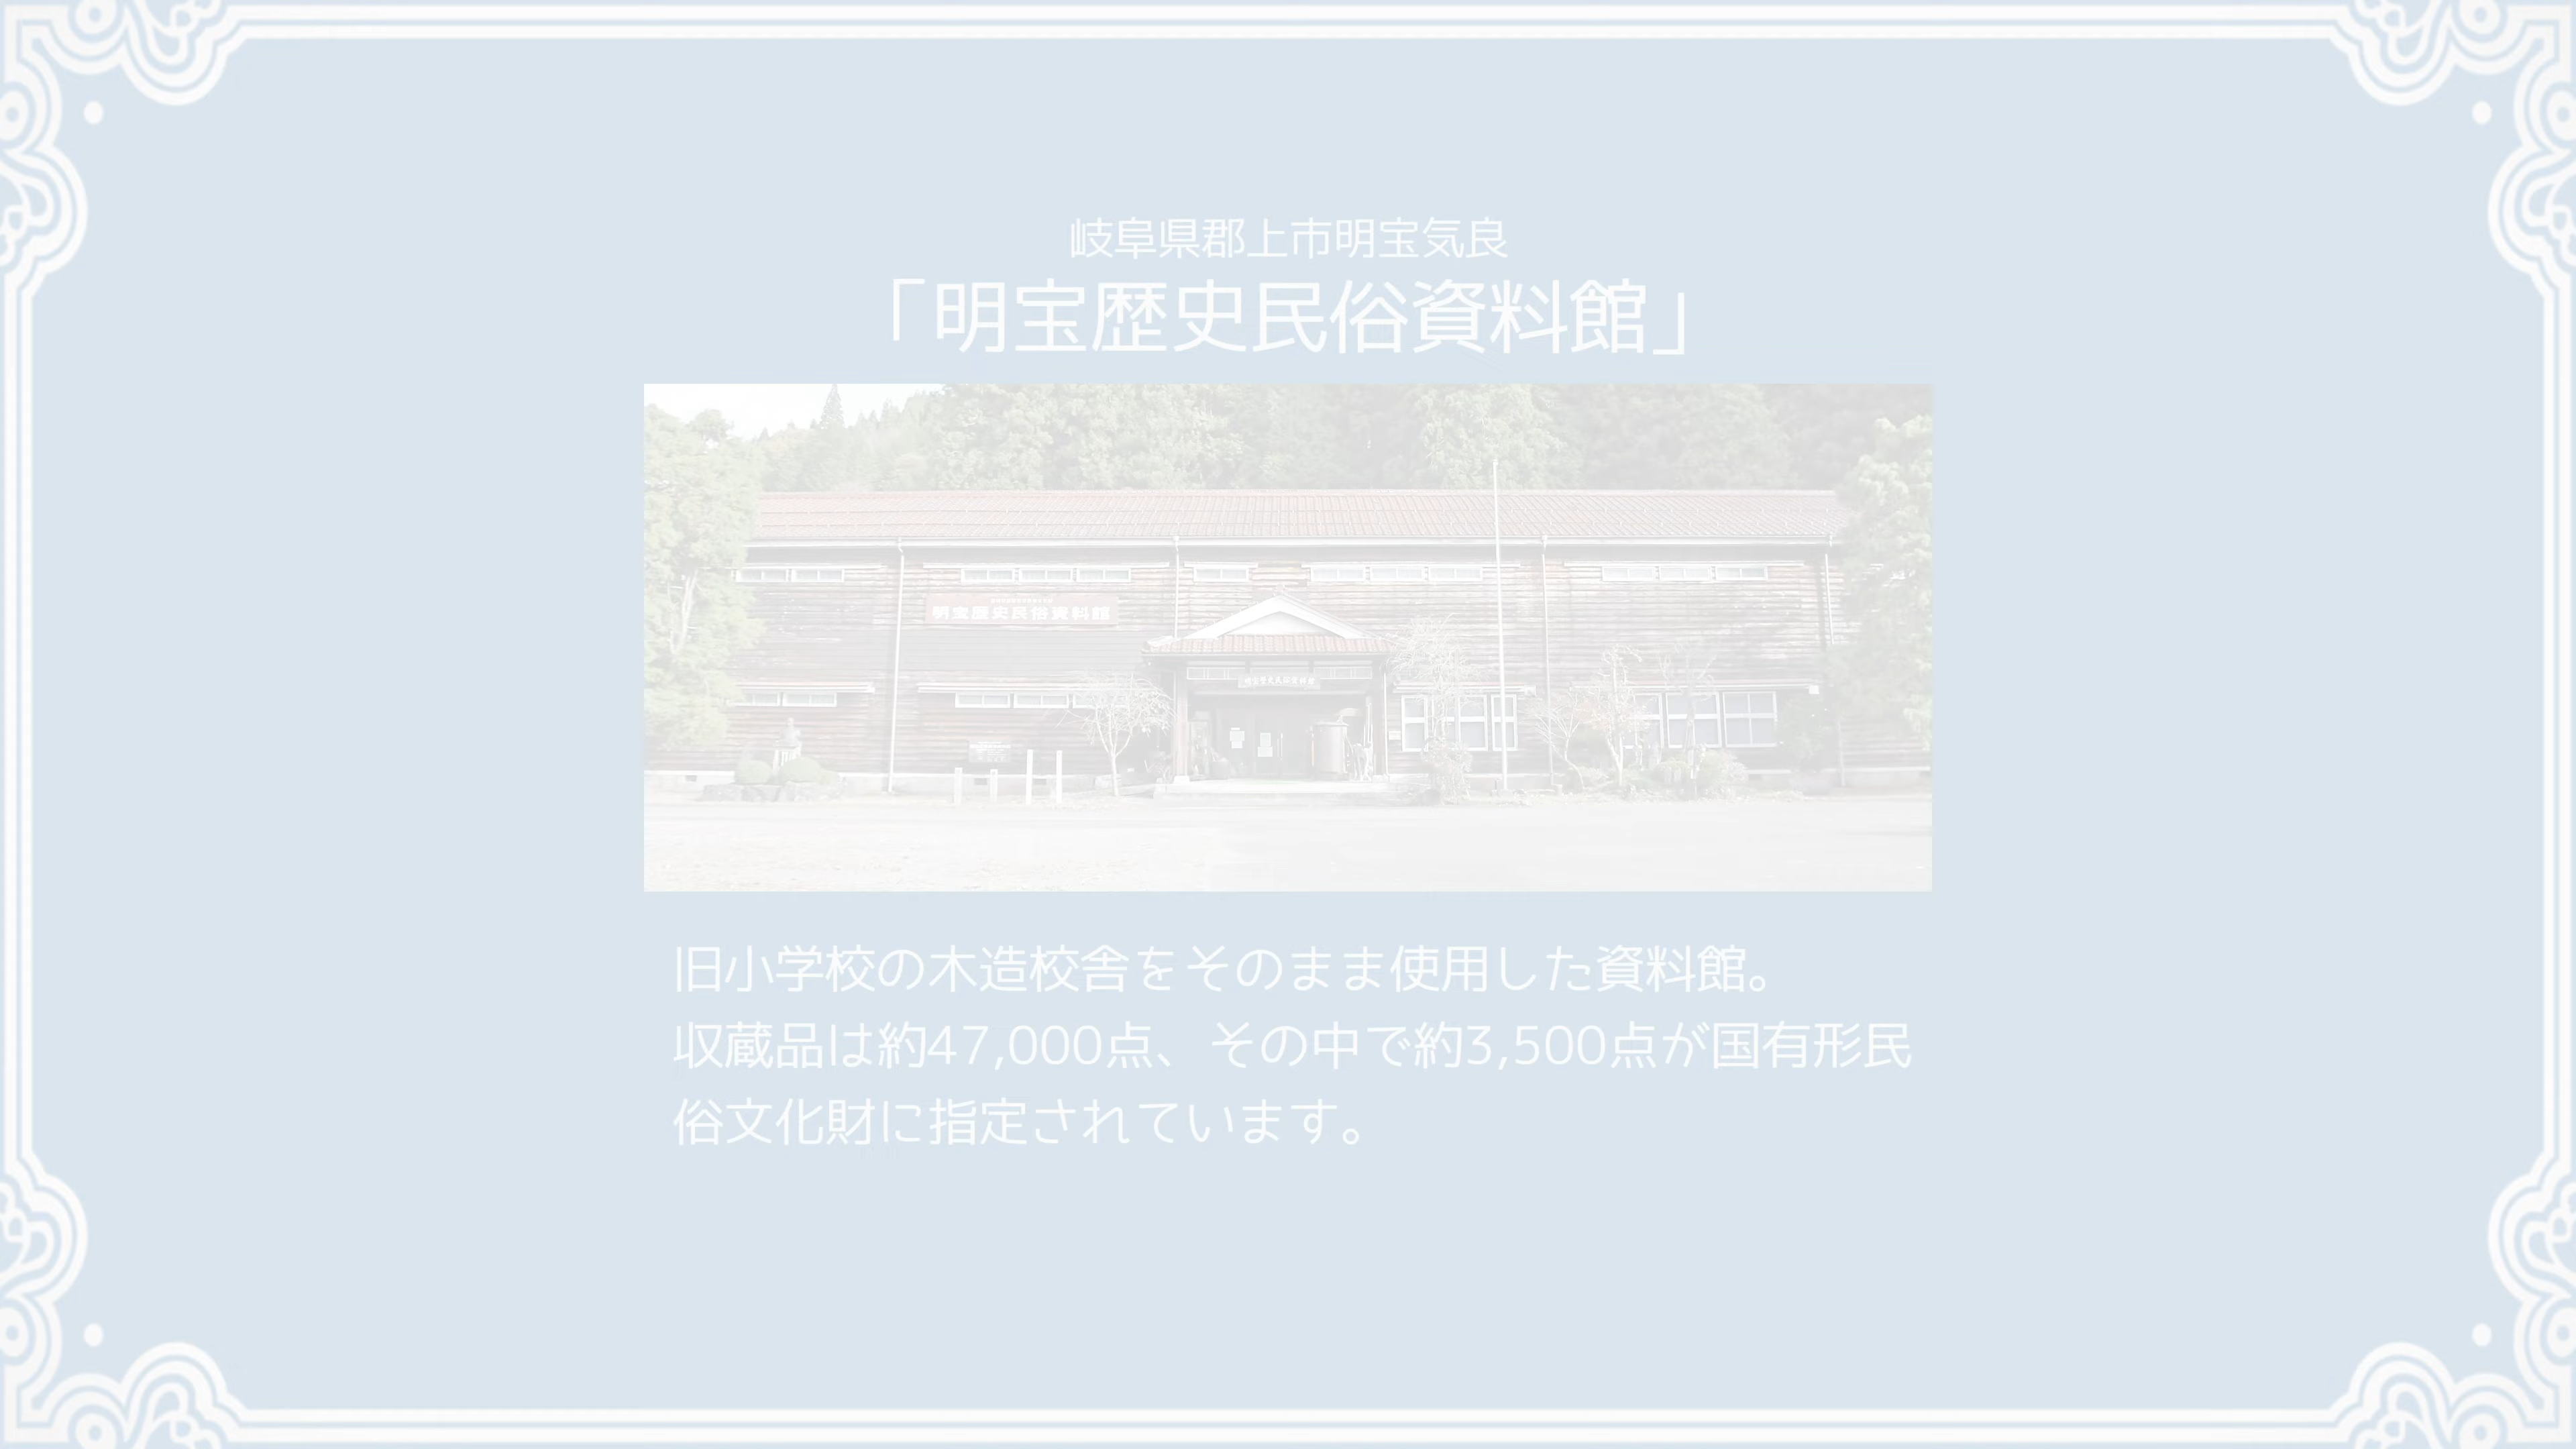 岐阜県郡上市明宝気良
「明宝歴史民俗資料館」
明宝歴史民俗資料館
明宝歴史民俗資料館
旧小学校の木造校舎をそのまま使用した資料館。
収蔵品は約47,000点、その中で約3,500点が国有形民
俗文化財に指定されています。